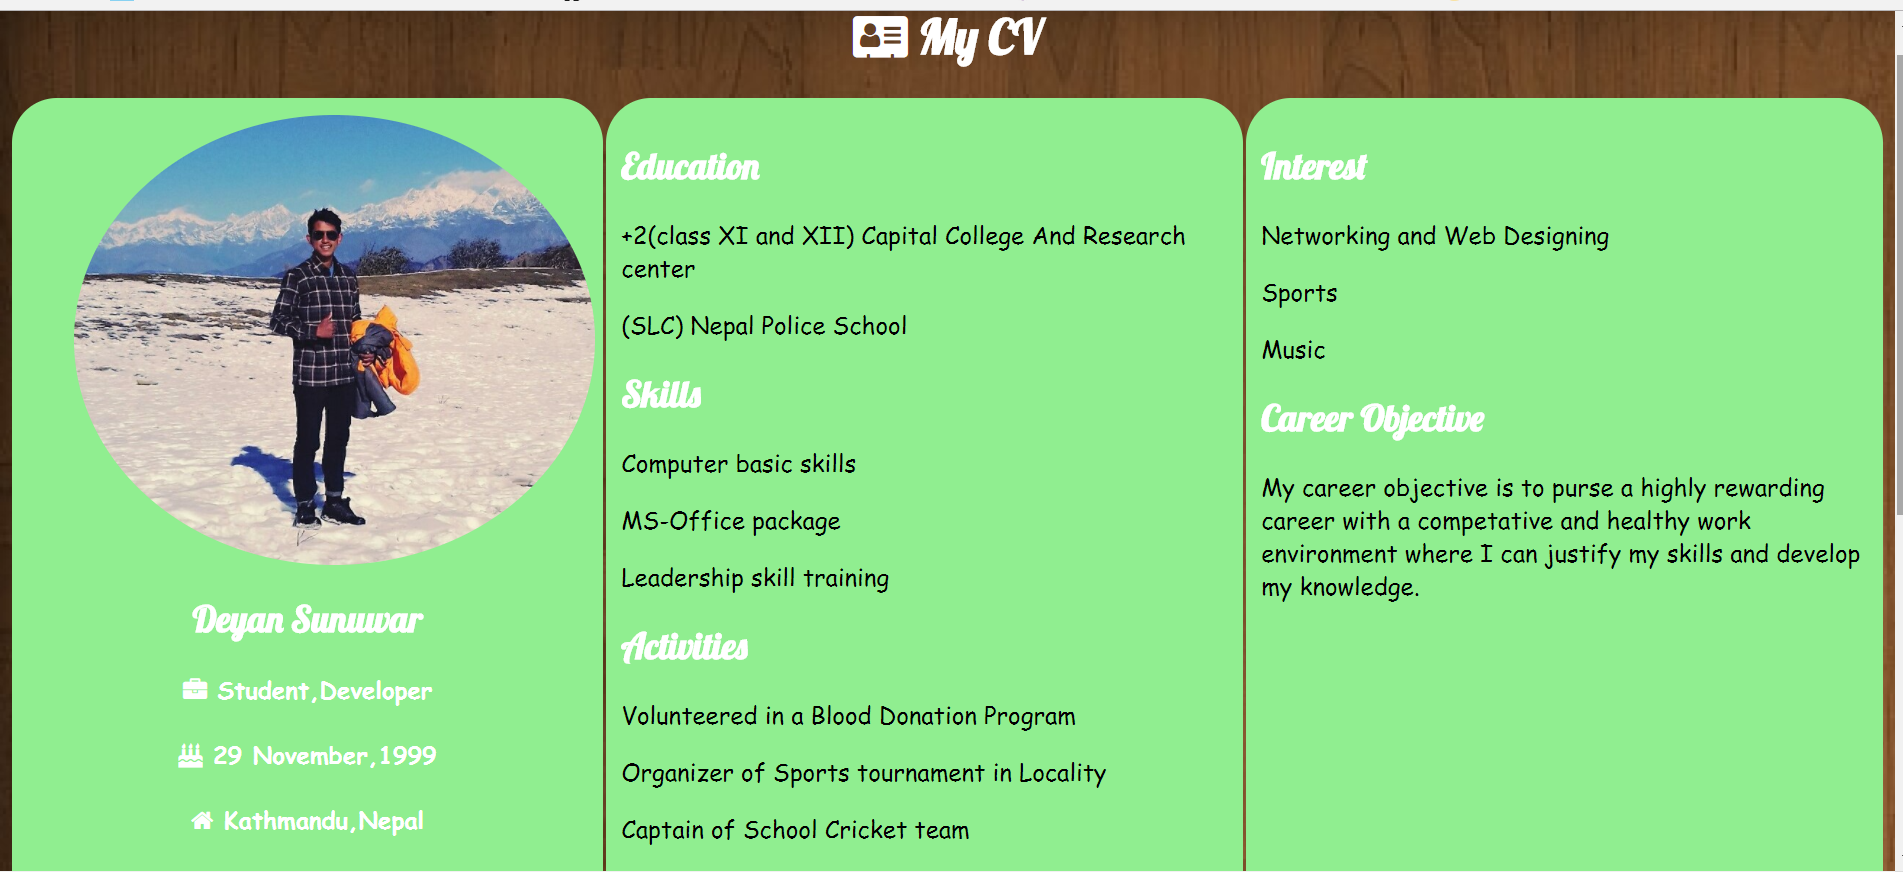 My CV
Deyan Sunuwar
Student,Developer
29 November,1999
Kathmandu,Nepal
Education
+2(class XI and XII) Capital College And Research
center
(SLC) Nepal Police School
Skills
Computer basic skills
MS-Office package
Leadership skill training
Activities
Volunteered in a Blood Donation Program
Organizer of Sports tournament in Locality
Captain of School Cricket team
Interest
Networking and Web Designing
Sports
Music
Career Objective
My career objective is to purse a highly rewarding
career with a competative and healthy work
environment where I can justify my skills and develop
my knowledge.